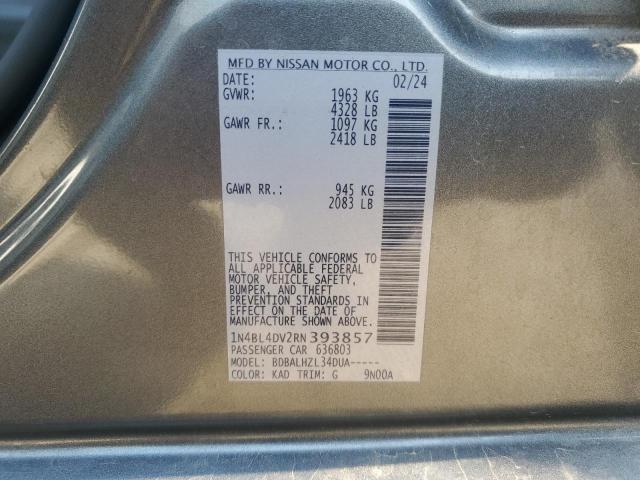 MFD BY NISSAN MOTOR CO., LTD.
DATE: 02/24
GVWR: 1963 KG
4328 LB
GAWR FR.: 1097 KG
2418 LB
GAWR RR.: 945 KG
2083 LB
THIS VEHICLE CONFORMS TO
ALL APPLICABLE FEDERAL
MOTOR VEHICLE SAFETY,
BUMPER, AND THEFT
PREVENTION STANDARDS IN
EFFECT ON THE DATE OF
MANUFACTURE SHOWN ABOVE.
1N4BL4DV2RN393857
PASSENGER CAR 636803
MODEL: BDBALHZL34DUA-----
COLOR: KAD TRIM: G 9N00A